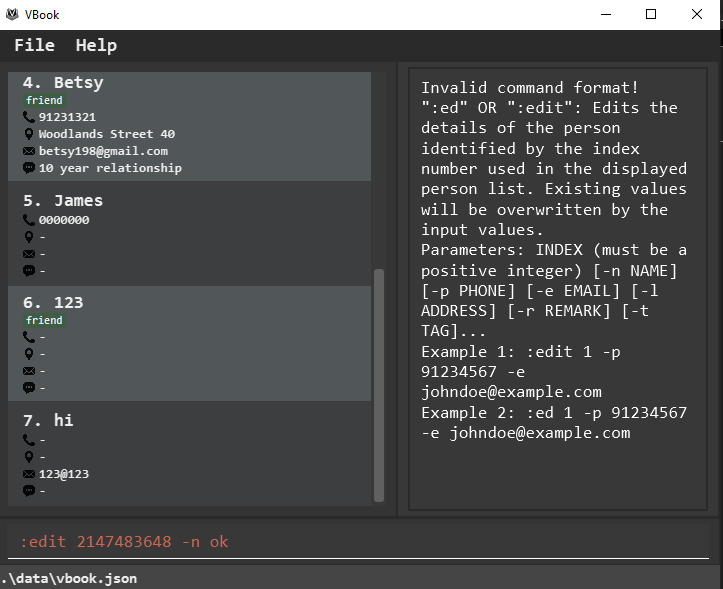 VBook
File Help
4. Betsy
friend
91231321
Woodlands Street 40
betsy198@gmail.com
10 year relationship
5. James
0000000
-
-
-
6. 123
friend
-
-
-
-
7. hi
-
-
123@123
-
Invalid command format!
":ed" OR ":edit": Edits the
details of the person
identified by the index
number used in the displayed
person list. Existing values
will be overwritten by the
input values.
Parameters: INDEX (must be a
positive integer) [-n NAME]
[-p PHONE] [-e EMAIL] [-l
ADDRESS] [-r REMARK] [-t
TAG]...
Example 1: :edit 1 -p
91234567 -e
johndoe@example.com
Example 2: :ed 1 -p 91234567
-e johndoe@example.com
:edit 2147483648 -n ok
.\data\vbook.json